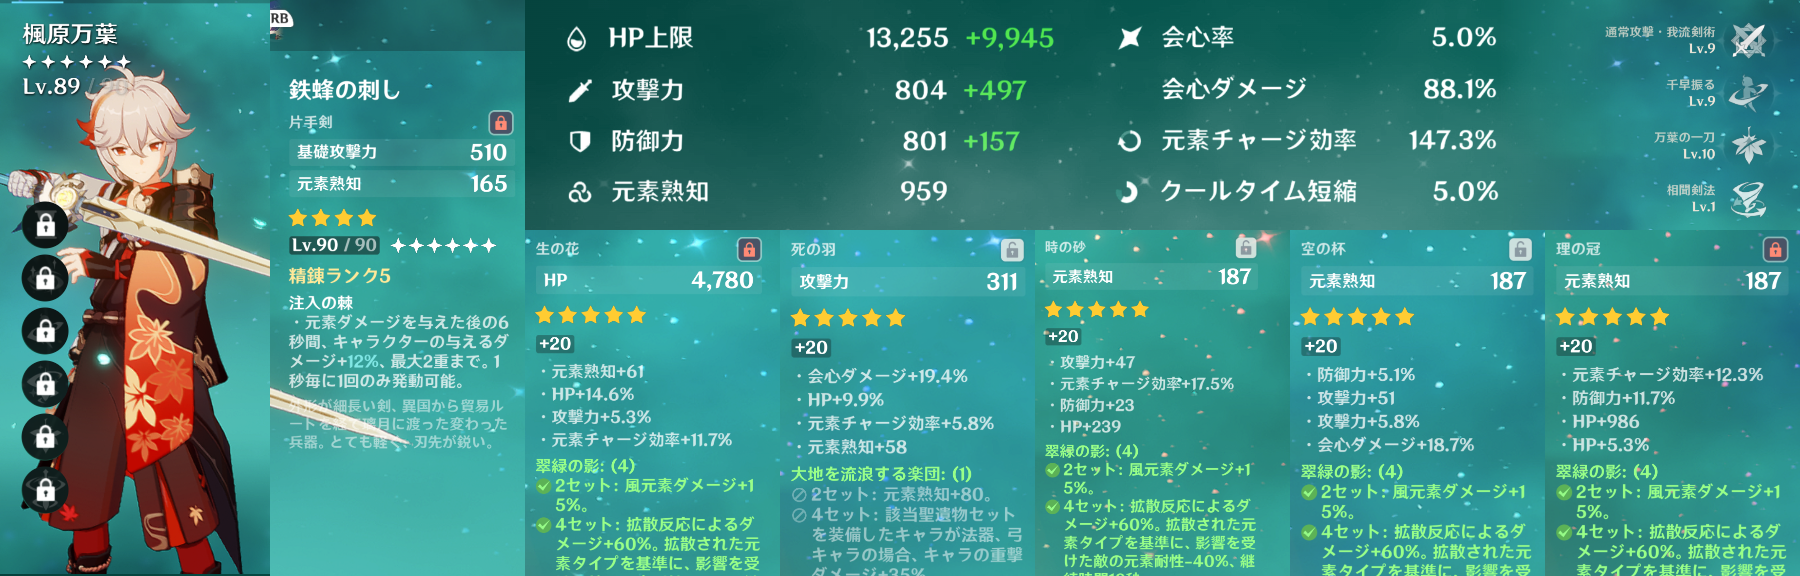 楓原万葉
Lv.89 / 90
RB
鉄蜂の刺し
片手剣
基礎攻撃力 510
元素熟知 165
Lv.90 / 90
精錬ランク5
注入の棘
・元素ダメージを与えた後の6
秒間、キャラクターの与えるダ
メージ+12%、最大2重まで。1
秒毎に1回のみ発動可能。
外形が細長い剣、異国から貿易ル
ートを経て璃月に渡った変わった
兵器。とても軽く、刃先が鋭い。
HP上限 13,255 +9,945
攻撃力 804 +497
防御力 801 +157
元素熟知 959
会心率 5.0%
会心ダメージ 88.1%
元素チャージ効率 147.3%
クールタイム短縮 5.0%
通常攻撃・我流剣術
Lv.9
千早振る
Lv.9
万葉の一刀
Lv.10
相聞剣法
Lv.1
生の花
HP 4,780
+20
・元素熟知+61
・HP+14.6%
・攻撃力+5.3%
・元素チャージ効率+11.7%
翠緑の影: (4)
2セット: 風元素ダメージ+1
5%。
4セット: 拡散反応によるダ
メージ+60%。拡散された元
素タイプを基準に、影響を受
死の羽
攻撃力 311
+20
・会心ダメージ+19.4%
・HP+9.9%
・元素チャージ効率+5.8%
・元素熟知+58
大地を流浪する楽団: (1)
2セット: 元素熟知+80。
4セット: 該当聖遺物セット
を装備したキャラが法器、弓
キャラの場合、キャラの重撃
ダメージ+35%
時の砂
元素熟知 187
+20
・攻撃力+47
・元素チャージ効率+17.5%
・防御力+23
・HP+239
翠緑の影: (4)
2セット: 風元素ダメージ+1
5%。
4セット: 拡散反応によるダ
メージ+60%。拡散された元
素タイプを基準に、影響を受
けた敵の元素耐性-40%、継
続時間10秒
空の杯
元素熟知 187
+20
・防御力+5.1%
・攻撃力+51
・攻撃力+5.8%
・会心ダメージ+18.7%
翠緑の影: (4)
2セット: 風元素ダメージ+1
5%。
4セット: 拡散反応によるダ
メージ+60%。拡散された元
素タイプを基準に、影響を受
理の冠
元素熟知 187
+20
・元素チャージ効率+12.3%
・防御力+11.7%
・HP+986
・HP+5.3%
翠緑の影: (4)
2セット: 風元素ダメージ+1
5%。
4セット: 拡散反応によるダ
メージ+60%。拡散された元
素タイプを基準に、影響を受